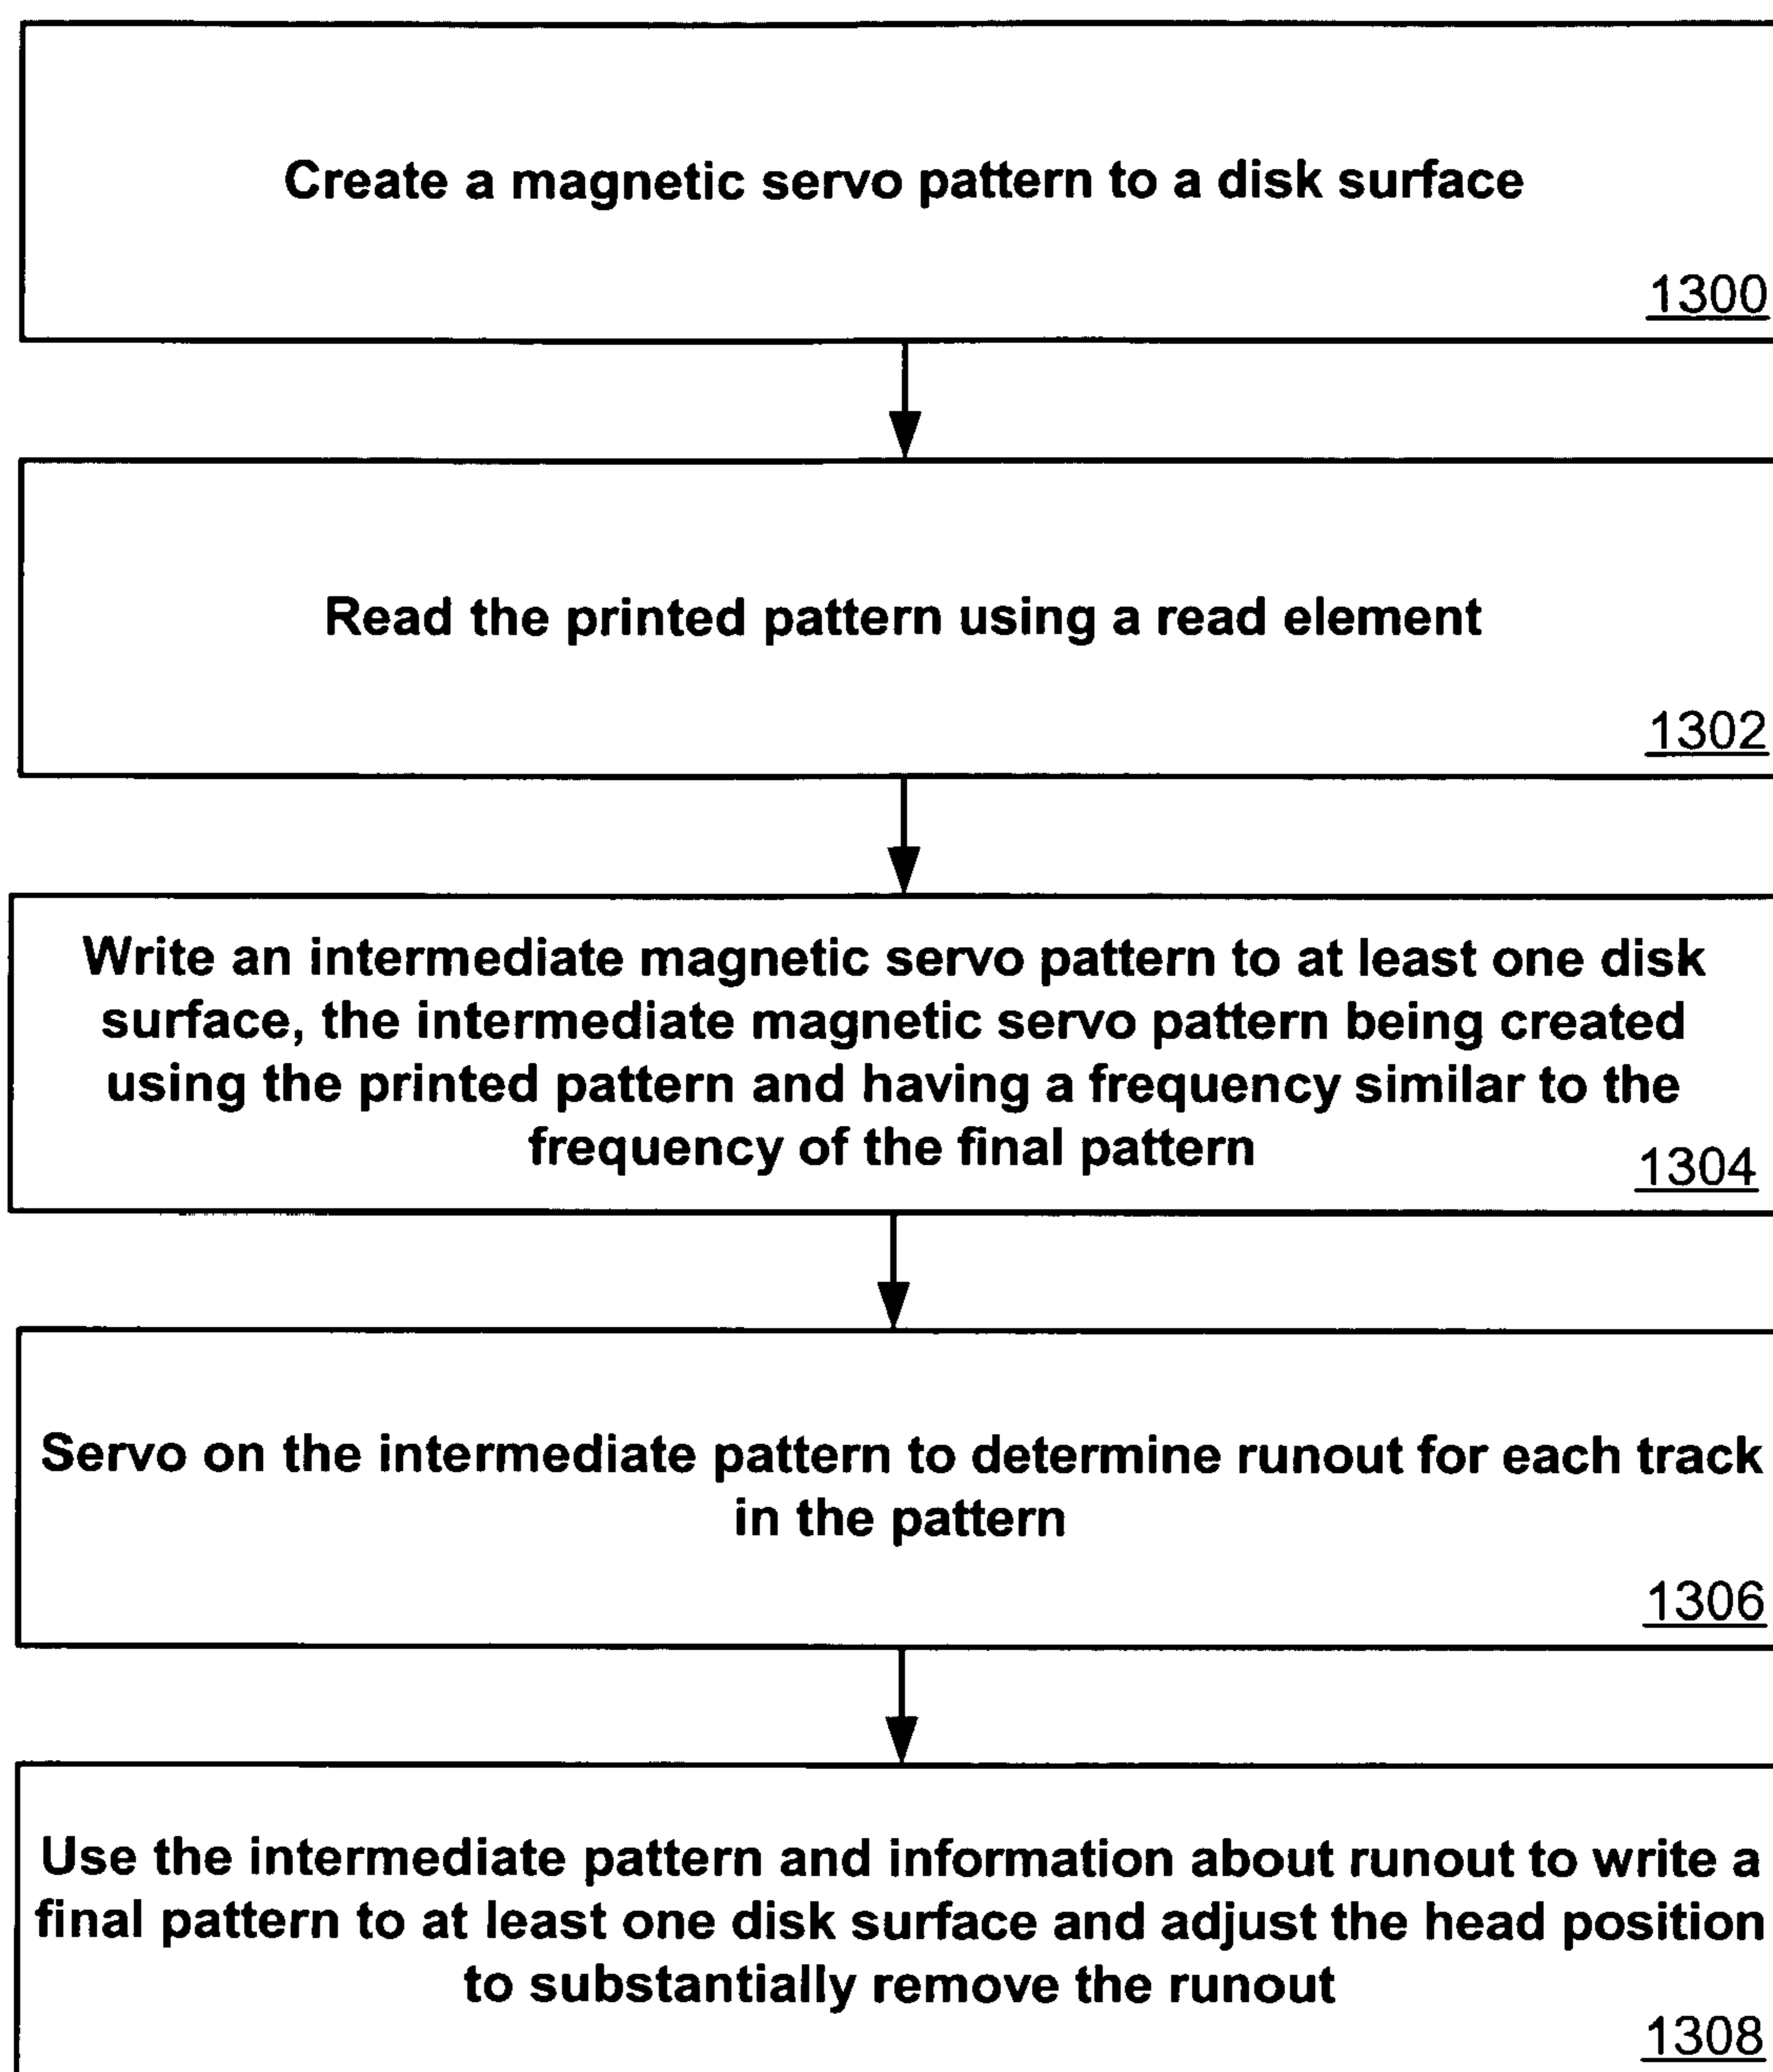 Create a magnetic servo pattern to a disk surface
1300
Read the printed pattern using a read element
1302
Write an intermediate magnetic servo pattern to at least one disk
surface, the intermediate magnetic servo pattern being created
using the printed pattern and having a frequency similar to the
frequency of the final pattern
1304
Servo on the intermediate pattern to determine runout for each track
in the pattern
1306
Use the intermediate pattern and information about runout to write a
final pattern to at least one disk surface and adjust the head position
to substantially remove the runout
1308